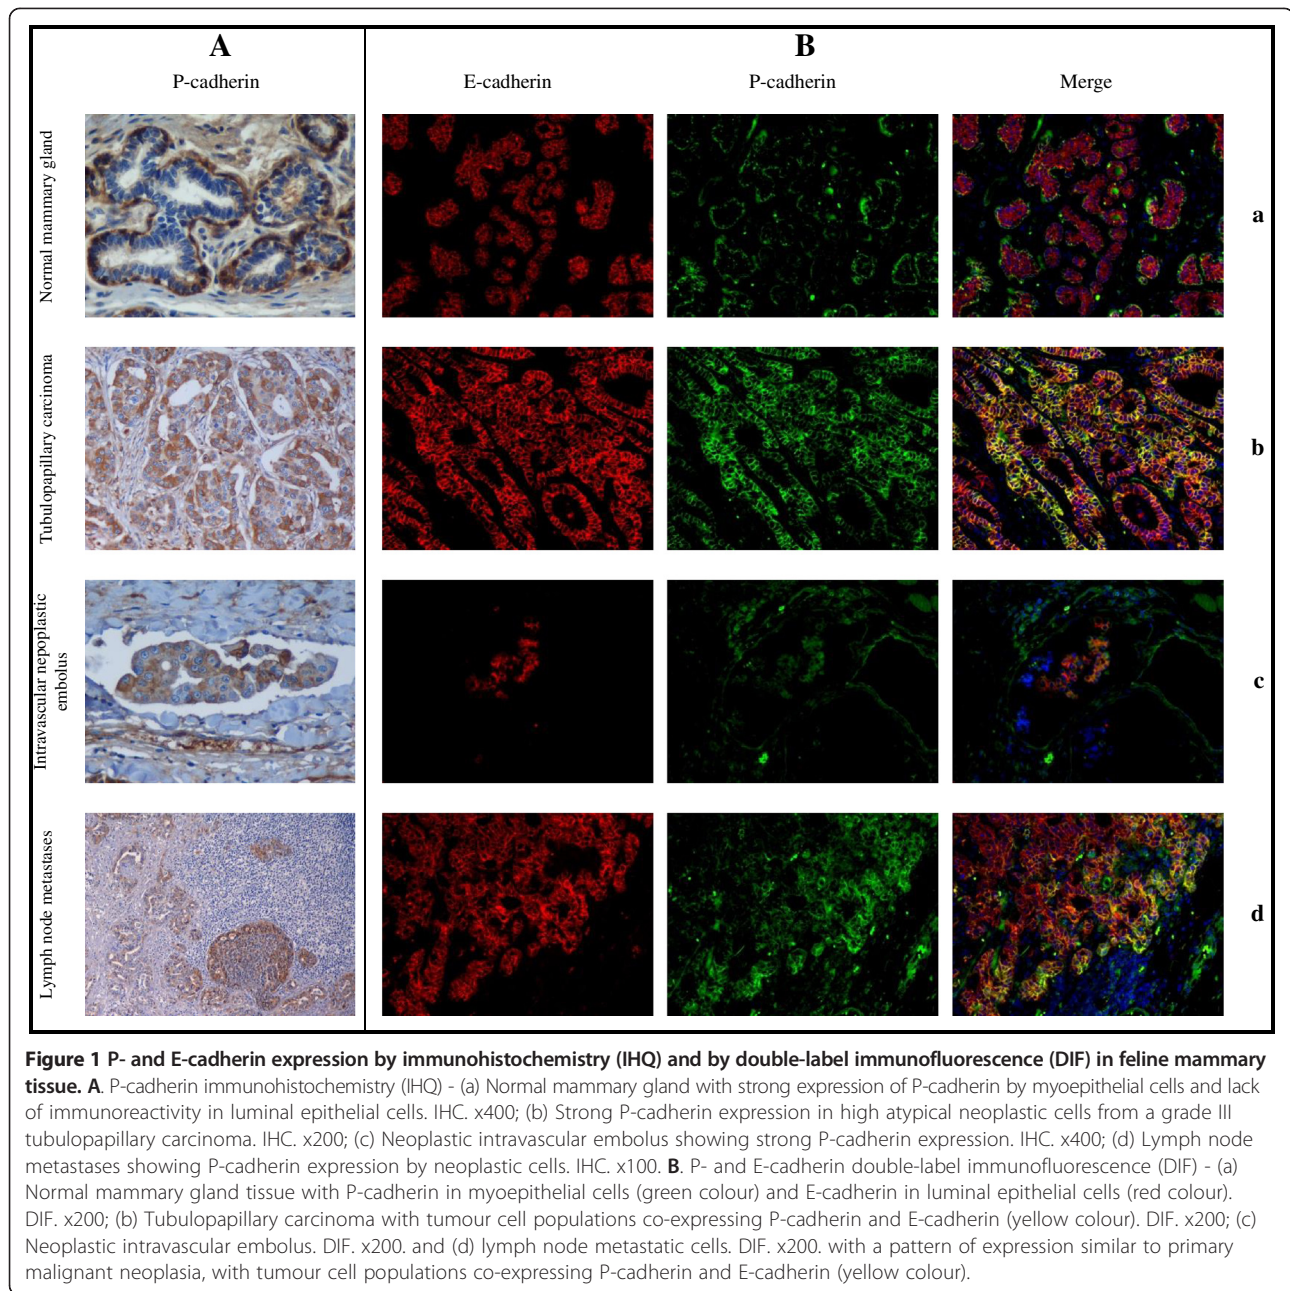 A
B
P-cadherin
E-cadherin
P-cadherin
Merge
Normal mammary gland
a
Tubulopapillary carcinoma
b
Intravascular nepoplastic
embolus
c
Lymph node metastases
d
Figure 1 P- and E-cadherin expression by immunohistochemistry (IHQ) and by double-label immunofluorescence (DIF) in feline mammary
tissue. A. P-cadherin immunohistochemistry (IHQ) - (a) Normal mammary gland with strong expression of P-cadherin by myoepithelial cells and lack
of immunoreactivity in luminal epithelial cells. IHC. x400; (b) Strong P-cadherin expression in high atypical neoplastic cells from a grade III
tubulopapillary carcinoma. IHC. x200; (c) Neoplastic intravascular embolus showing strong P-cadherin expression. IHC. x400; (d) Lymph node
metastases showing P-cadherin expression by neoplastic cells. IHC. x100. B. P- and E-cadherin double-label immunofluorescence (DIF) - (a)
Normal mammary gland tissue with P-cadherin in myoepithelial cells (green colour) and E-cadherin in luminal epithelial cells (red colour).
DIF. x200; (b) Tubulopapillary carcinoma with tumour cell populations co-expressing P-cadherin and E-cadherin (yellow colour). DIF. x200; (c)
Neoplastic intravascular embolus. DIF. x200. and (d) lymph node metastatic cells. DIF. x200. with a pattern of expression similar to primary
malignant neoplasia, with tumour cell populations co-expressing P-cadherin and E-cadherin (yellow colour).